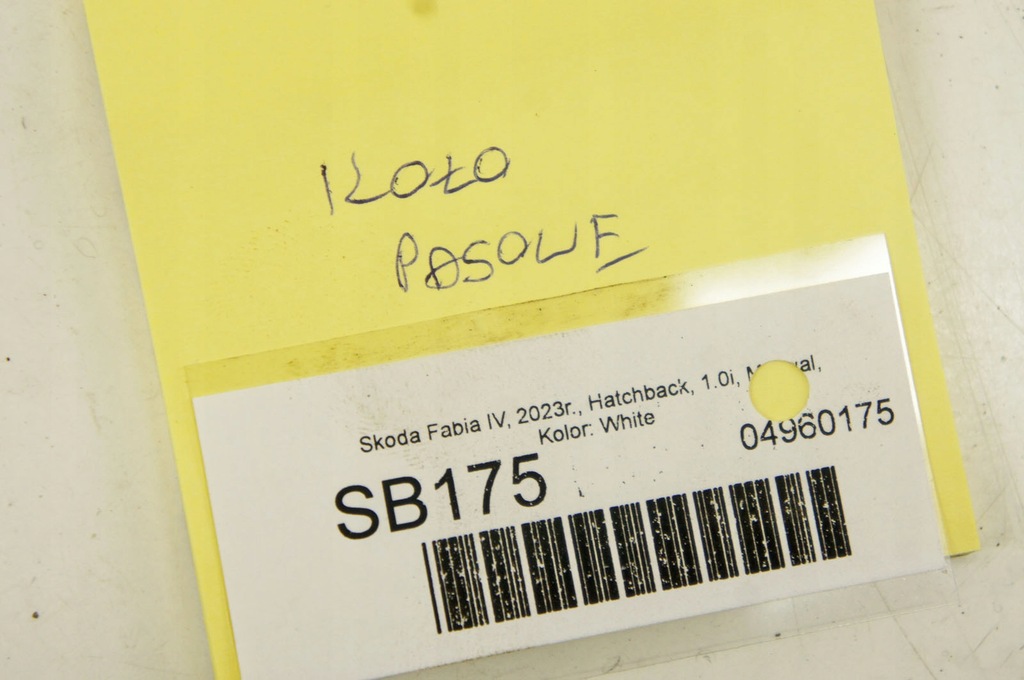 KOŁO
PASOWE
Skoda Fabia IV, 2023r., Hatchback, 1.0i,
Kolor: White
04960175
SB175